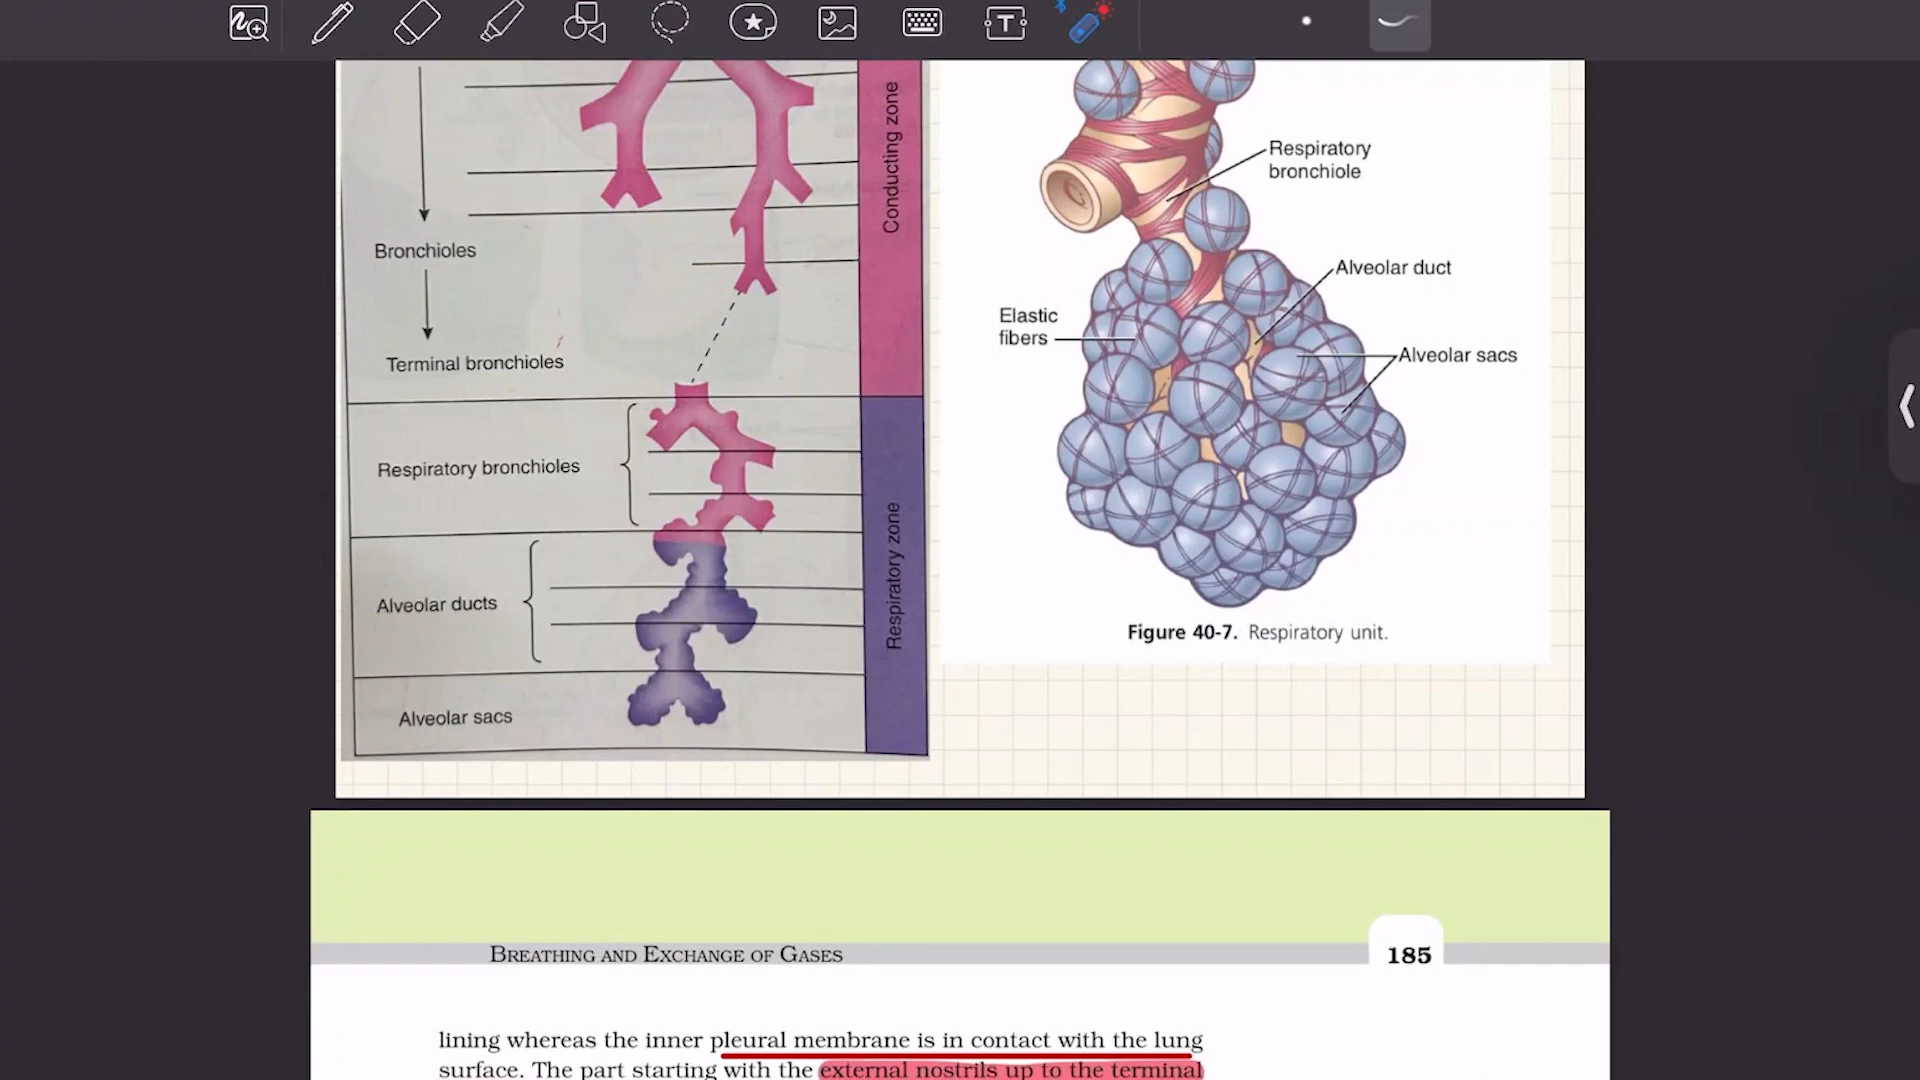 Conducting zone
Bronchioles
Terminal bronchioles
Respiratory bronchioles
Alveolar ducts
Alveolar sacs
Respiratory zone
Respiratory
bronchiole
Alveolar duct
Elastic
fibers
Alveolar sacs
Figure 40-7. Respiratory unit.
BREATHING AND EXCHANGE OF GASES
185
lining whereas the inner pleural membrane is in contact with the lung
surface. The part starting with the external nostrils up to the terminal